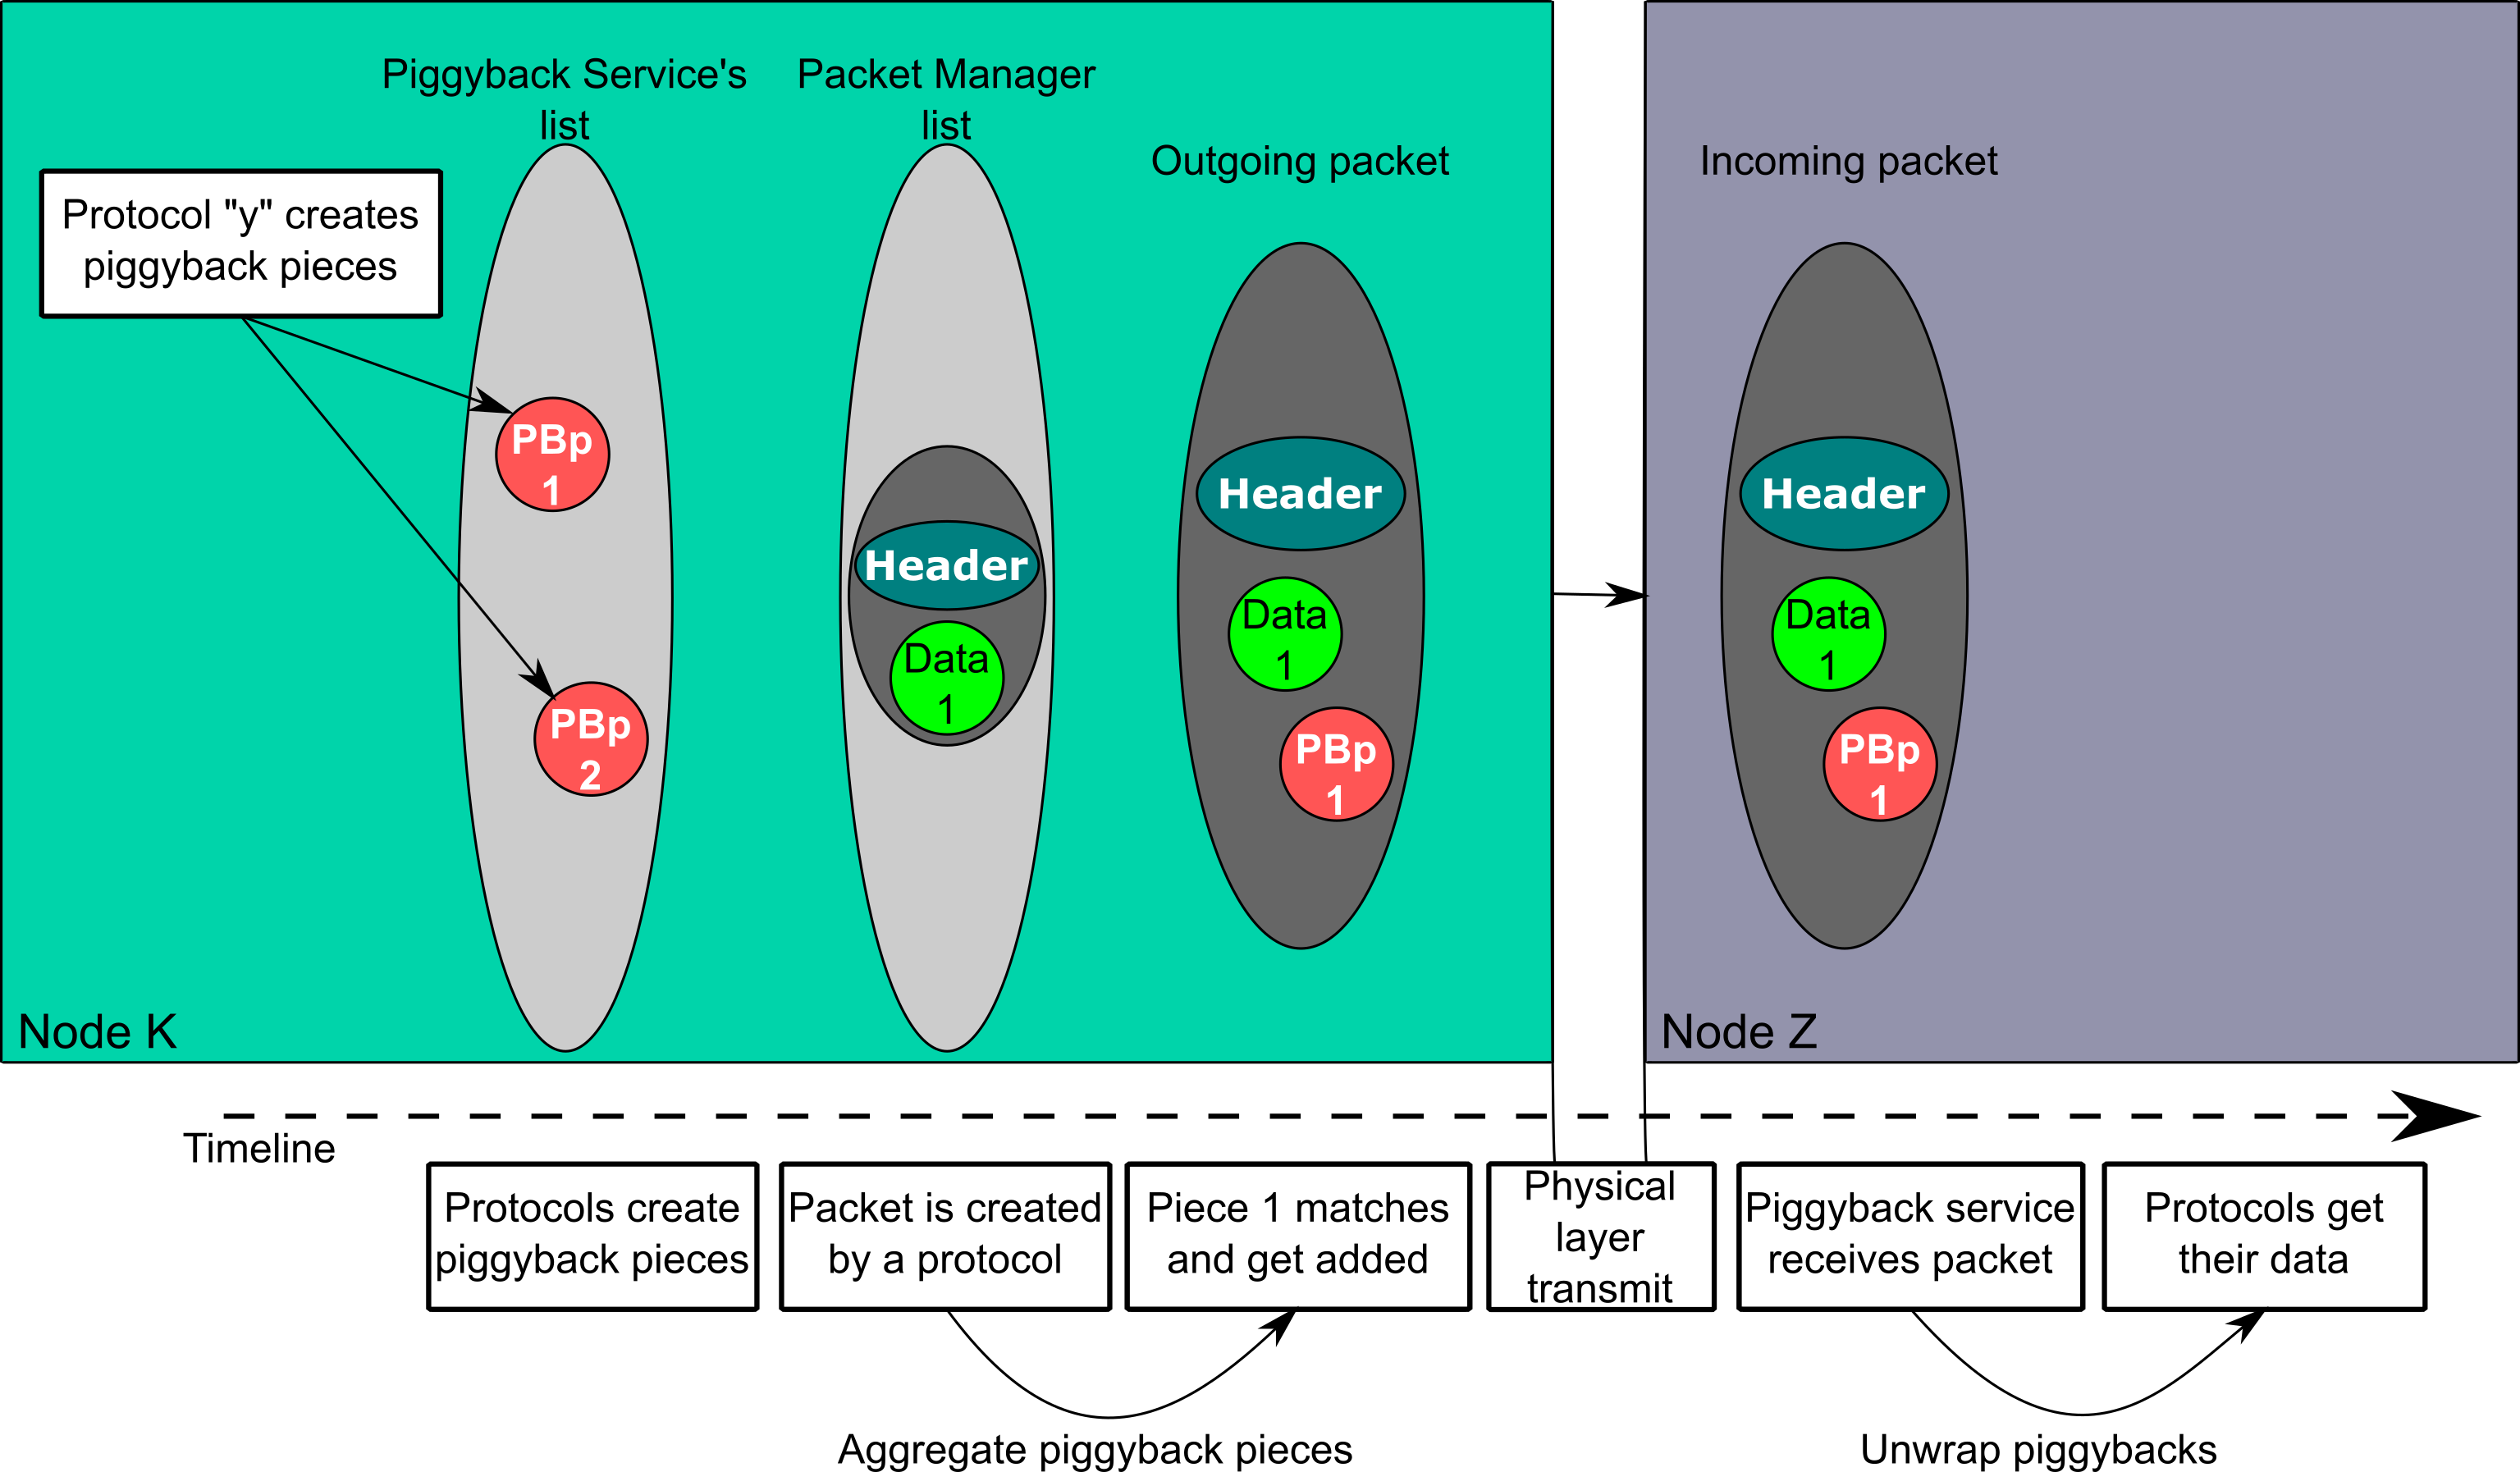 Piggyback Service's
list
Packet Manager
list
Outgoing packet
Incoming packet
Protocol "y" creates
piggyback pieces
PBp
1
PBp
2
Header
Data
1
Header
Data
1
PBp
1
Header
Data
1
PBp
1
Node K
Node Z
Timeline
Protocols create
piggyback pieces
Packet is created
by a protocol
Piece 1 matches
and get added
Physical
layer
transmit
Piggyback service
receives packet
Protocols get
their data
Aggregate piggyback pieces
Unwrap piggybacks